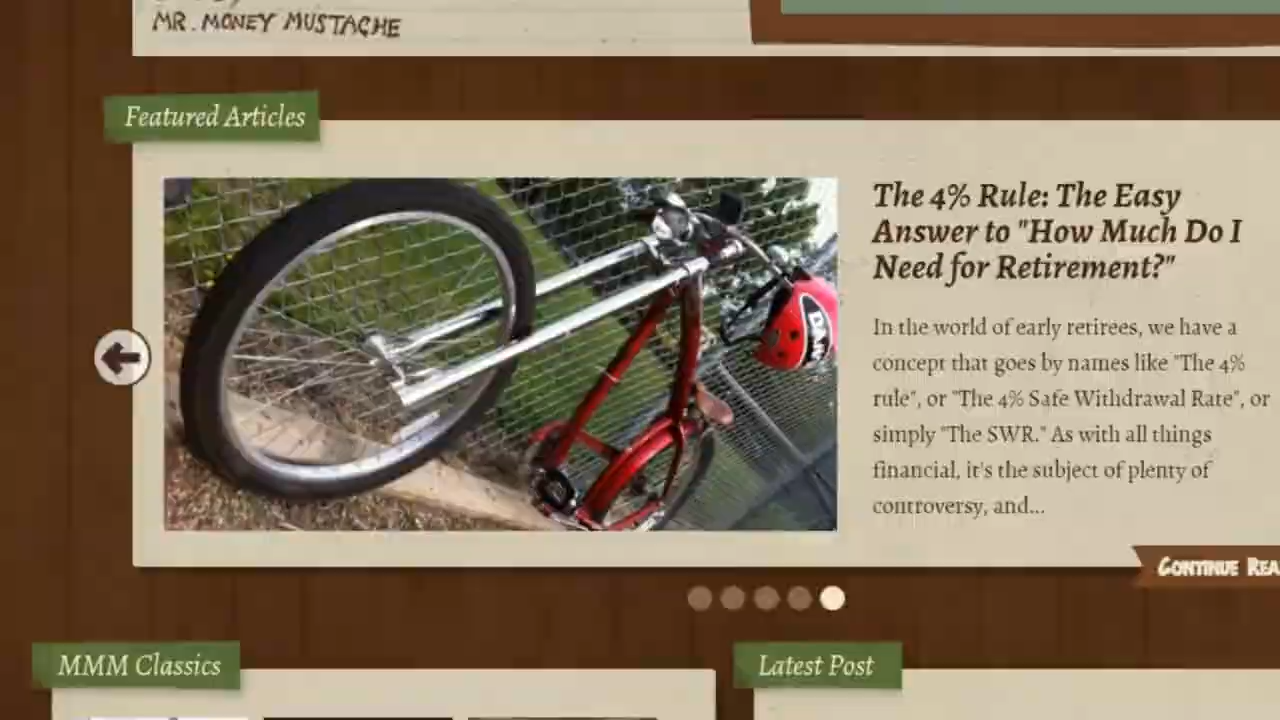 MR. MONEY MUSTACHE
Featured Articles
The 4% Rule: The Easy
Answer to "How Much Do I
Need for Retirement?"
In the world of early retirees, we have a
concept that goes by names like "The 4%
rule", or "The 4% Safe Withdrawal Rate", or
simply "The SWR." As with all things
financial, it's the subject of plenty of
controversy, and...
CONTINUE
MMM Classics
Latest Post